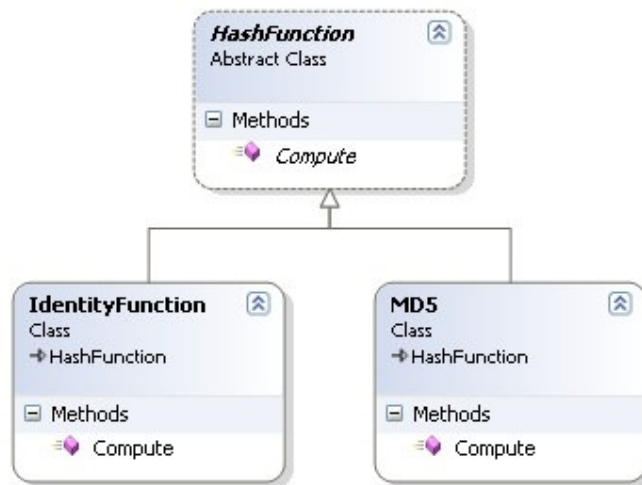 HashFunction
Abstract Class
Methods
Compute
IdentityFunction
Class
HashFunction
Methods
Compute
MD5
Class
HashFunction
Methods
Compute